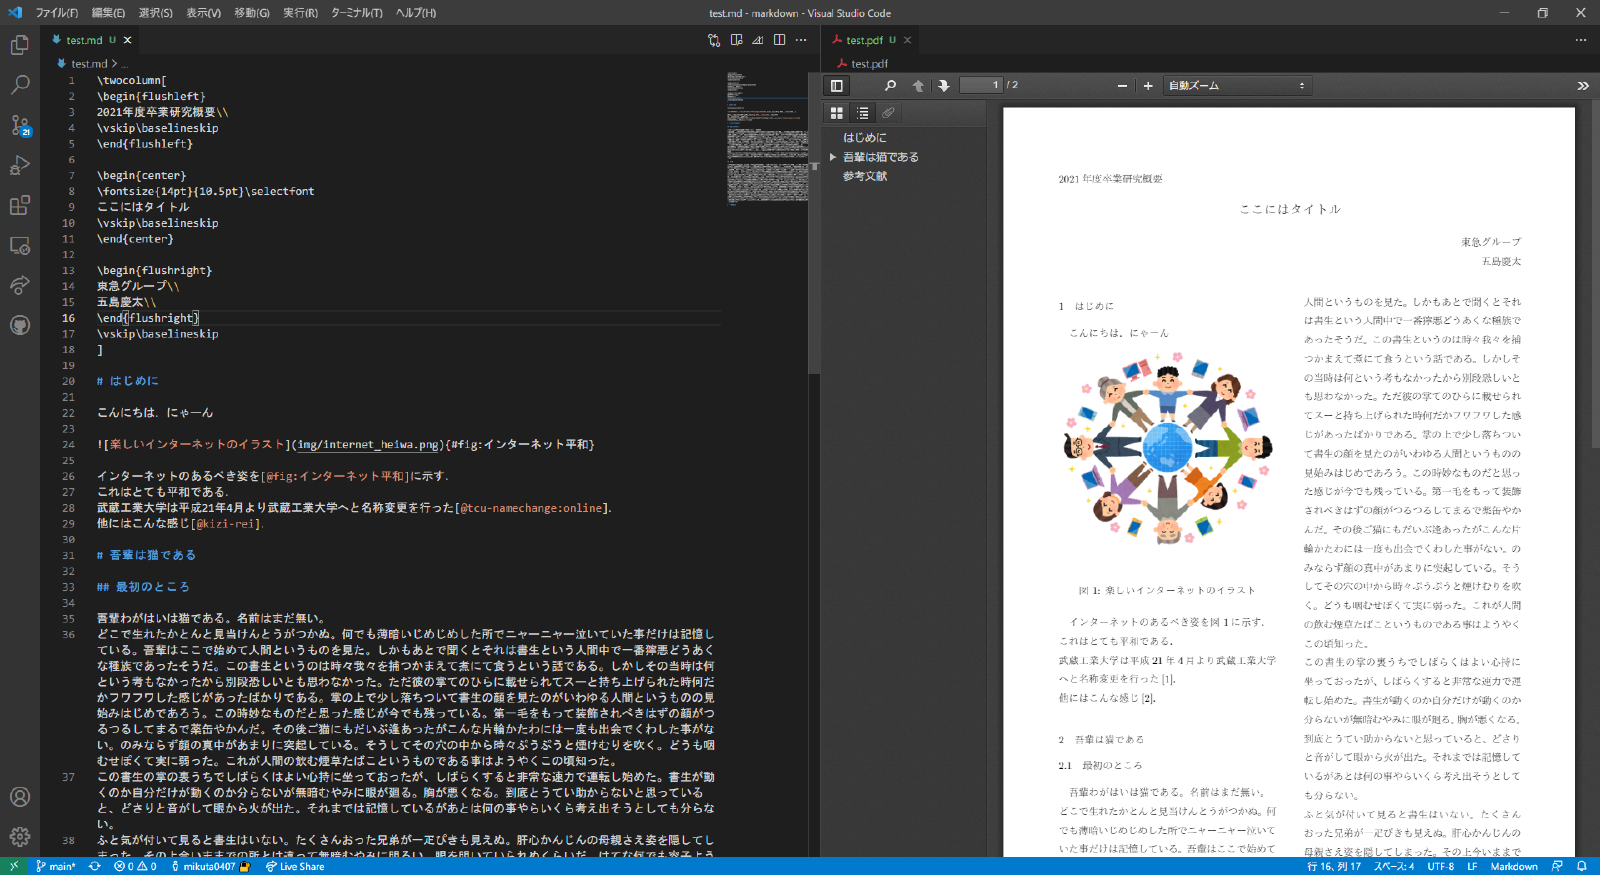 ファイル(F) 編集(E) 選択(S) 表示(V) 移動(G) 実行(R) ターミナル(T) ヘルプ(H)
test.md - markdown - Visual Studio Code
test.md U
test.md > ...
1 \twocolumn[
2 \begin{flushleft}
3 2021年度卒業研究概要\\
4 \vskip\baselineskip
5 \end{flushleft}
6
7 \begin{center}
8 \fontsize{14pt}{10.5pt}\selectfont
9 ここにはタイトル
10 \vskip\baselineskip
11 \end{center}
12
13 \begin{flushright}
14 東急グループ\\
15 五島慶太\\
16 \end{flushright}
17 \vskip\baselineskip
18 ]
19
20 # はじめに
21
22 こんにちは．にゃーん
23
24 ![楽しいインターネットのイラスト](img/internet_heiwa.png){#fig:インターネット平和}
25
26 インターネットのあるべき姿を[@fig:インターネット平和]に示す．
27 これはとても平和である．
28 武蔵工業大学は平成21年4月より武蔵工業大学へと名称変更を行った[@tcu-namechange:online]．
29 他にはこんな感じ[@kizi-rei]．
30
31 # 吾輩は猫である
32
33 ## 最初のところ
34
35 吾輩わがはいは猫である。名前はまだ無い。
36 どこで生れたかとんと見当けんとうがつかぬ。何でも薄暗いじめじめした所でニャーニャー泣いていた事だけは記憶し
ている。吾輩はここで始めて人間というものを見た。しかもあとで聞くとそれは書生という人間中で一番獰悪どうあく
な種族であったそうだ。この書生というのは時々我々を捕つかまえて煮にて食うという話である。しかしその当時は何
という考もなかったから別段恐しいとも思わなかった。ただ彼の掌てのひらに載せられてスーと持ち上げられた時何だ
かフワフワした感じがあったばかりである。掌の上で少し落ちついて書生の顔を見たのがいわゆる人間というものの見
始みはじめであろう。この時妙なものだと思った感じが今でも残っている。第一毛をもって装飾されべきはずの顔がつ
るつるしてまるで薬缶やかんだ。その後ご猫にもだいぶ逢あったがこんな片輪かたわには一度も出会でくわした事がな
い。のみならず顔の真中があまりに突起している。そうしてその穴の中から時々ぷうぷうと煙けむりを吹く。どうも咽
むせぽくて実に弱った。これが人間の飲む煙草たばこというものである事はようやくこの頃知った。
37 この書生の掌の裏うちでしばらくはよい心持に坐っておったが、しばらくすると非常な速力で運転し始めた。書生が動
くのか自分だけが動くのか分らないが無暗むやみに眼が廻る。胸が悪くなる。到底とうてい助からないと思っている
と、どさりと音がして眼から火が出た。それまでは記憶しているがあとは何の事やらいくら考え出そうとしても分らな
い。
38 ふと気が付いて見ると書生はいない。たくさんおった兄弟が一疋ぴきも見えぬ。肝心かんじんの母親さえ姿を隠してし
まった。その上今いままでの所とは違って無暗むやみに明るい。眼を開いていられぬくらいだ。はてな何でも容子よう
test.pdf U
test.pdf
1 / 2
自動ズーム
はじめに
吾輩は猫である
参考文献
2021 年度卒業研究概要
ここにはタイトル
東急グループ
五島慶太
1 はじめに
こんにちは．にゃーん
図 1: 楽しいインターネットのイラスト
インターネットのあるべき姿を図 1 に示す．
これはとても平和である．
武蔵工業大学は平成 21 年 4 月より武蔵工業大学
へと名称変更を行った [1]．
他にはこんな感じ [2]．
2 吾輩は猫である
2.1 最初のところ
吾輩わがはいは猫である。名前はまだ無い。
どこで生れたかとんと見当けんとうがつかぬ。何
でも薄暗いじめじめした所でニャーニャー泣いて
いた事だけは記憶している。吾輩はここで始めて
人間というものを見た。しかもあとで聞くとそれ
は書生という人間中で一番獰悪どうあくな種族で
あったそうだ。この書生というのは時々我々を捕
つかまえて煮にて食うという話である。しかしそ
の当時は何という考もなかったから別段恐しいと
も思わなかった。ただ彼の掌てのひらに載せられ
てスーと持ち上げられた時何だかフワフワした感
じがあったばかりである。掌の上で少し落ちつい
て書生の顔を見たのがいわゆる人間というものの
見始みはじめであろう。この時妙なものだと思っ
た感じが今でも残っている。第一毛をもって装飾
されべきはずの顔がつるつるしてまるで薬缶やか
んだ。その後ご猫にもだいぶ逢あったがこんな片
輪かたわには一度も出会でくわした事がない。の
みならず顔の真中があまりに突起している。そう
してその穴の中から時々ぷうぷうと煙けむりを吹
く。どうも咽むせぽくて実に弱った。これが人間
の飲む煙草たばこというものである事はようやく
この頃知った。
この書生の掌の裏うちでしばらくはよい心持に
坐っておったが、しばらくすると非常な速力で運
転し始めた。書生が動くのか自分だけが動くのか
分らないが無暗むやみに眼が廻る。胸が悪くなる。
到底とうてい助からないと思っていると、どさり
と音がして眼から火が出た。それまでは記憶して
いるがあとは何の事やらいくら考え出そうとして
も分らない。
ふと気が付いて見ると書生はいない。たくさん
おった兄弟が一疋ぴきも見えぬ。肝心かんじんの
母親さえ姿を隠してしまった。その上今いままで
21
main* 0 0 mikuta0407 Live Share
行 16、列 17 スペース: 4 UTF-8 LF Markdown